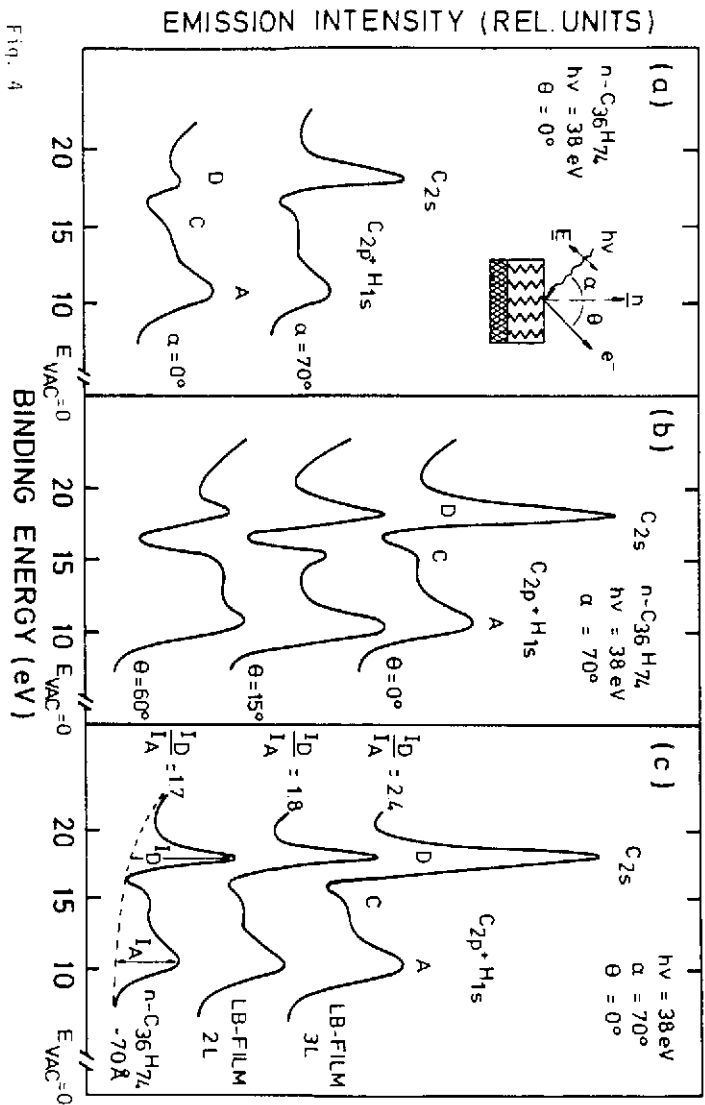 EMISSION INTENSITY (REL. UNITS)
(a)
n-C36H74
hν = 38 eV
θ = 0°
hν
E
α
n
θ
e⁻
C2s
C2p+H1s
D
C
A
α = 70°
α = 0°
20
15
10
EVAC=0
(b)
n-C36H74
hν = 38 eV
α = 70°
C2s
C2p+H1s
D
C
A
θ = 0°
θ = 15°
θ = 60°
20
15
10
EVAC=0
(c)
hν = 38 eV
α = 70°
θ = 0°
C2s
C2p+H1s
D
C
A
ID/IA = 2.4
LB-FILM
3L
ID/IA = 1.8
LB-FILM
2L
ID/IA = 1.7
ID
IA
n-C36H74
-70Å
20
15
10
EVAC=0
BINDING ENERGY (eV)
Fig. 4